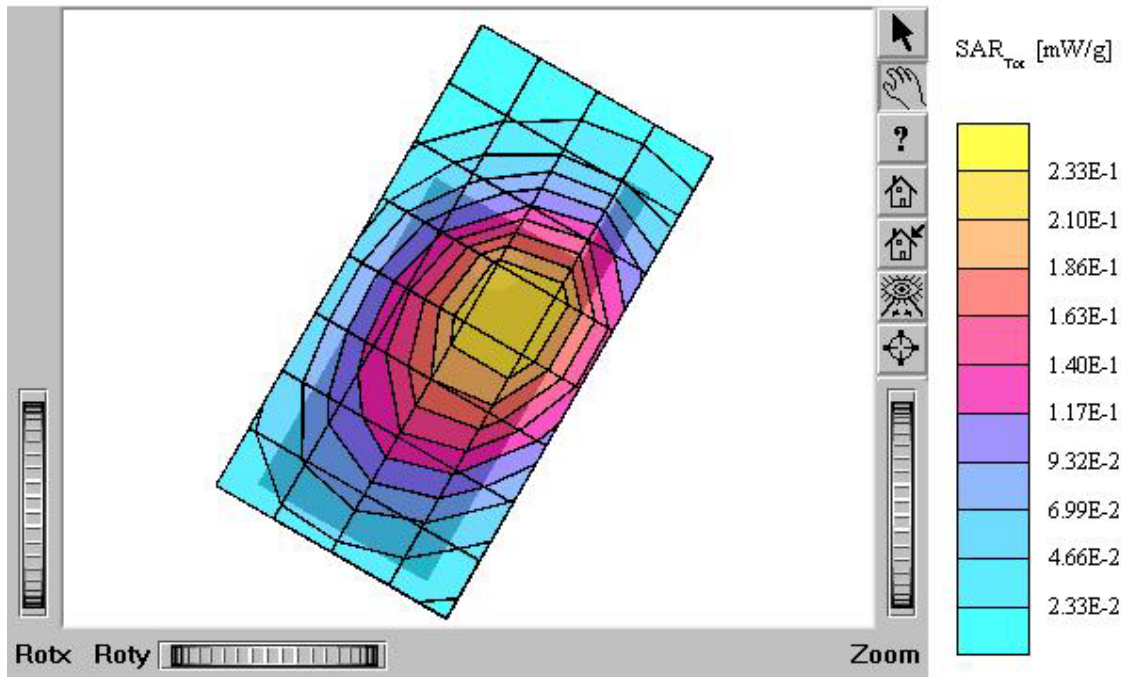 SAR_Tot [mW/g]
?
2.33E-1
2.10E-1
1.86E-1
1.63E-1
1.40E-1
1.17E-1
9.32E-2
6.99E-2
4.66E-2
2.33E-2
Rotx Roty Zoom